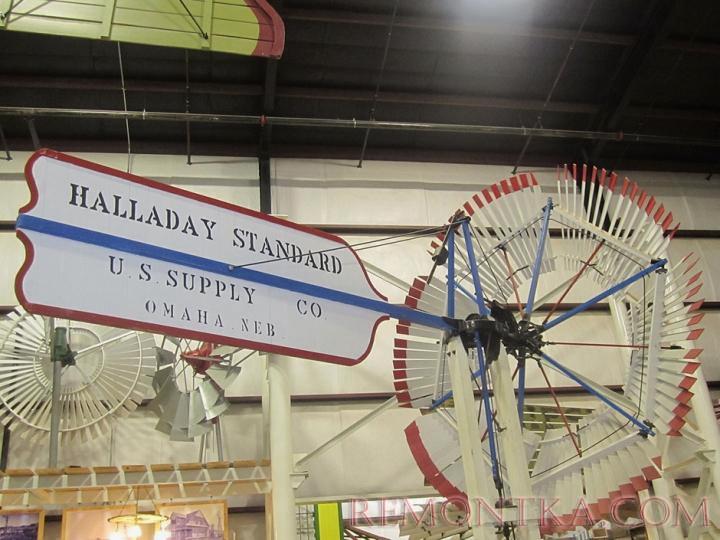 HALLADAY STANDARD
U.S. SUPPLY CO.
OMAHA. NEB.
REMONTKA.COM